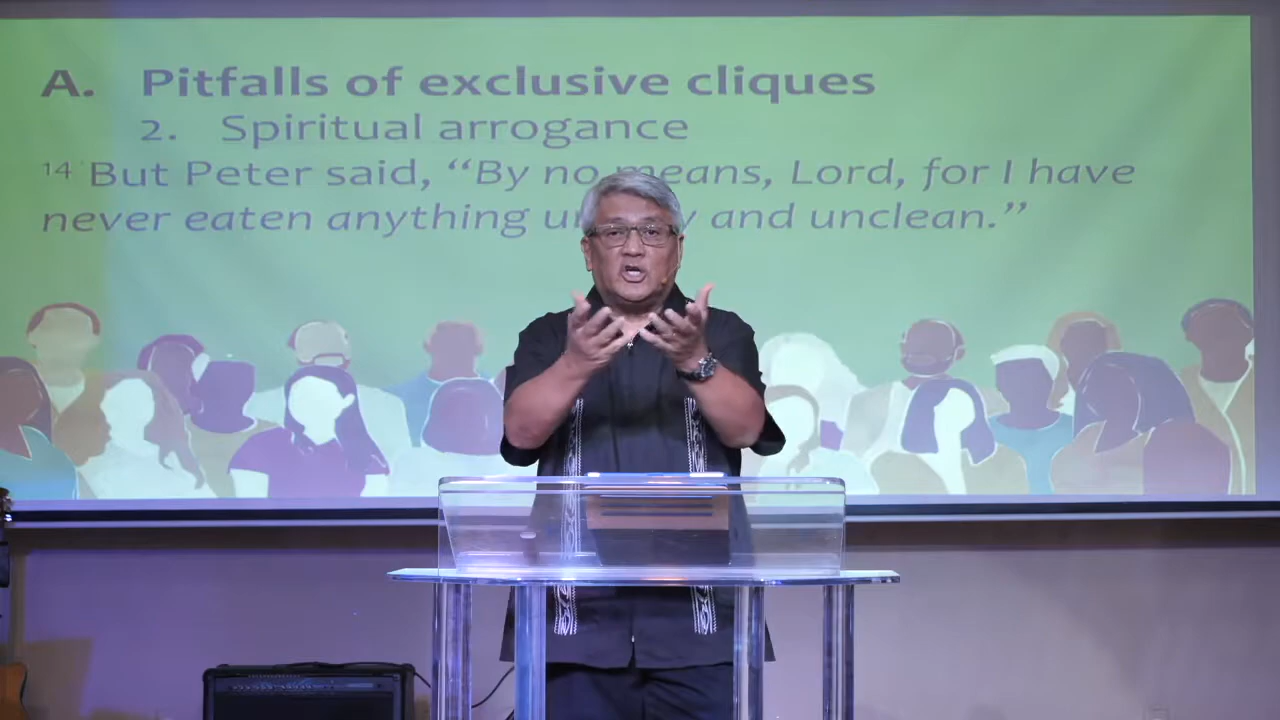 A. Pitfalls of exclusive cliques
2. Spiritual arrogance
14 But Peter said, “By no means, Lord, for I have
never eaten anything and unclean.”